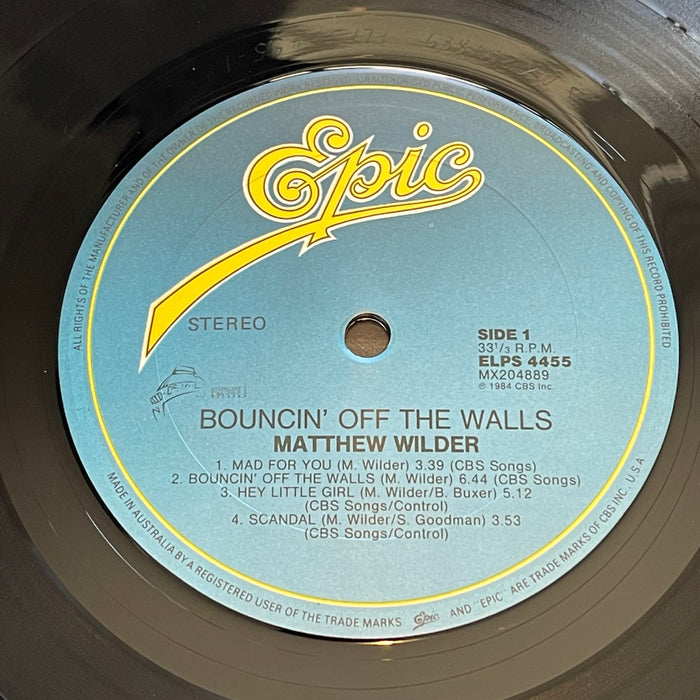 ALL RIGHTS OF THE MANUFACTURER AND OF THE OWNER OF THE RECORDED WORK RESERVED. UNAUTHORISED PUBLIC PERFORMANCE, BROADCASTING AND COPYING OF THIS RECORD PROHIBITED
Epic
STEREO
SIDE 1
33 1/3 R.P.M.
ELPS 4455
MX204889
℗ 1984 CBS Inc.
BOUNCIN' OFF THE WALLS
MATTHEW WILDER
1. MAD FOR YOU (M. Wilder) 3.39 (CBS Songs)
2. BOUNCIN' OFF THE WALLS (M. Wilder) 6.44 (CBS Songs)
3. HEY LITTLE GIRL (M. Wilder/B. Buxer) 5.12
(CBS Songs/Control)
4. SCANDAL (M. Wilder/S. Goodman) 3.53
(CBS Songs/Control)
MADE IN AUSTRALIA BY A REGISTERED USER OF THE TRADE MARKS Epic AND "EPIC" ARE TRADE MARKS OF CBS INC. U.S.A